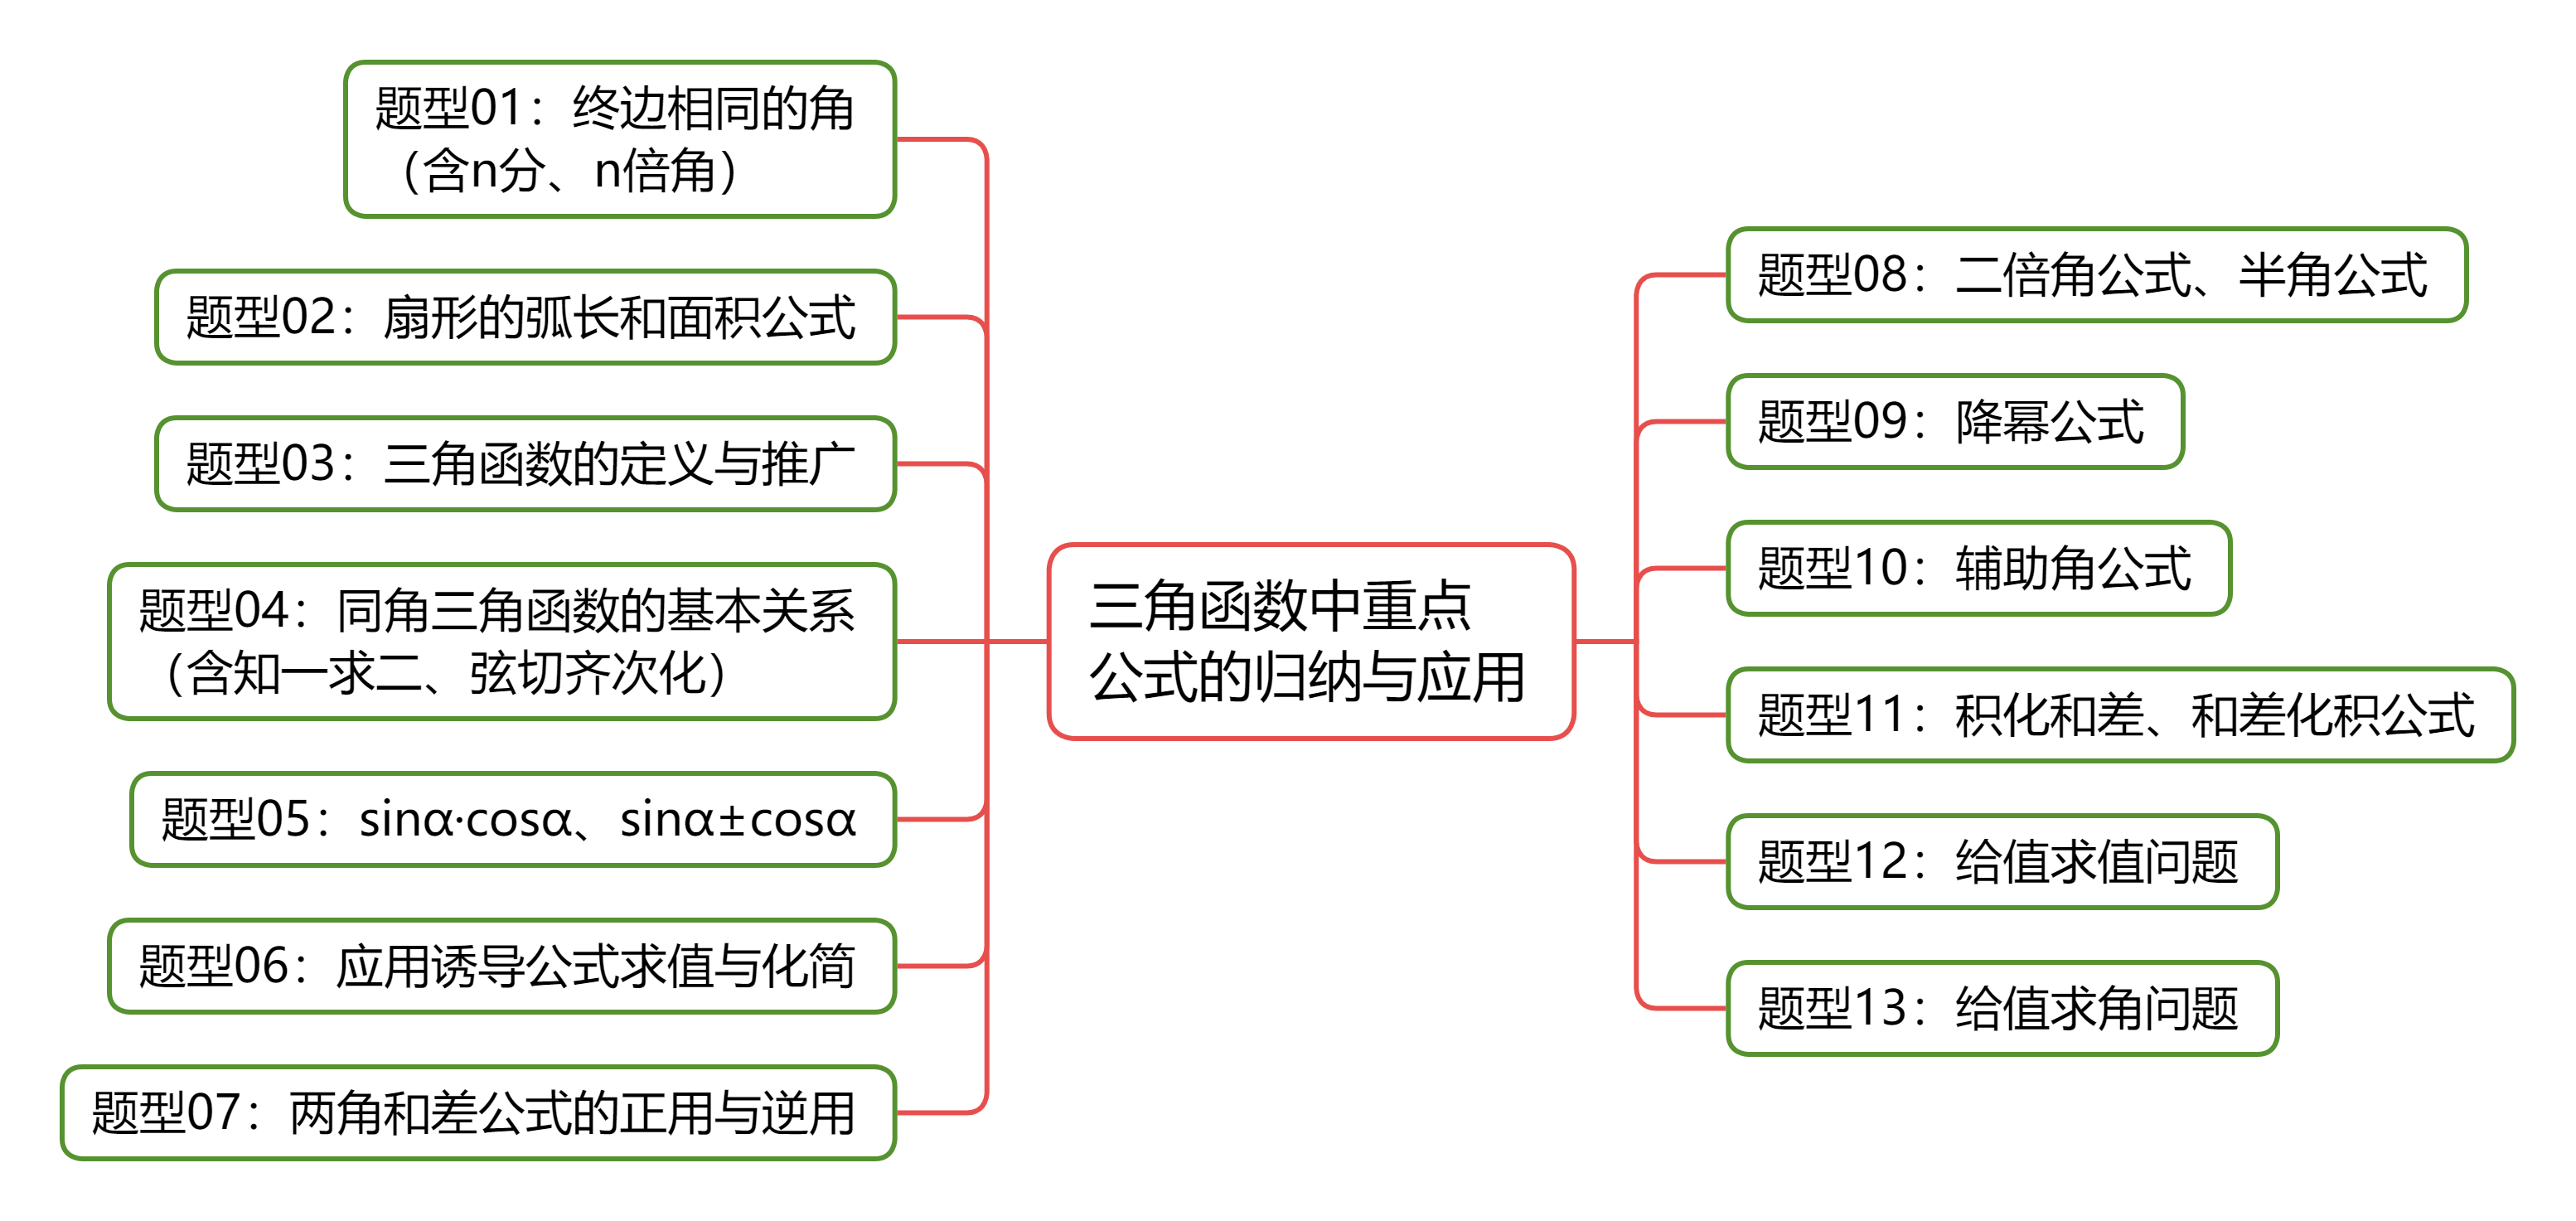 题型01：终边相同的角
（含n分、n倍角）
题型02：扇形的弧长和面积公式
题型03：三角函数的定义与推广
题型04：同角三角函数的基本关系
（含知一求二、弦切齐次化）
题型05：sinα·cosα、sinα±cosα
题型06：应用诱导公式求值与化简
题型07：两角和差公式的正用与逆用
三角函数中重点
公式的归纳与应用
题型08：二倍角公式、半角公式
题型09：降幂公式
题型10：辅助角公式
题型11：积化和差、和差化积公式
题型12：给值求值问题
题型13：给值求角问题